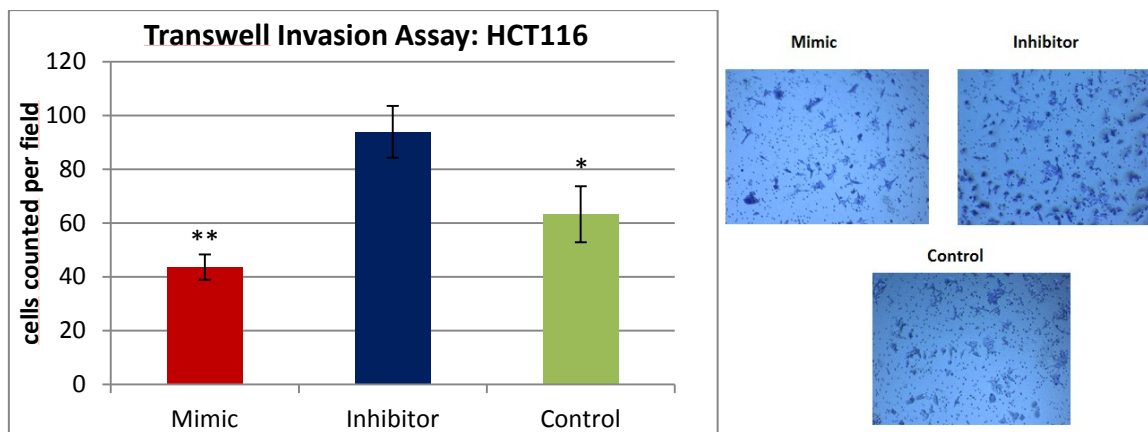 Transwell Invasion Assay: HCT116
cells counted per field
120
100
80
60
40
20
0
**
*
Mimic
Inhibitor
Control
Mimic
Inhibitor
Control